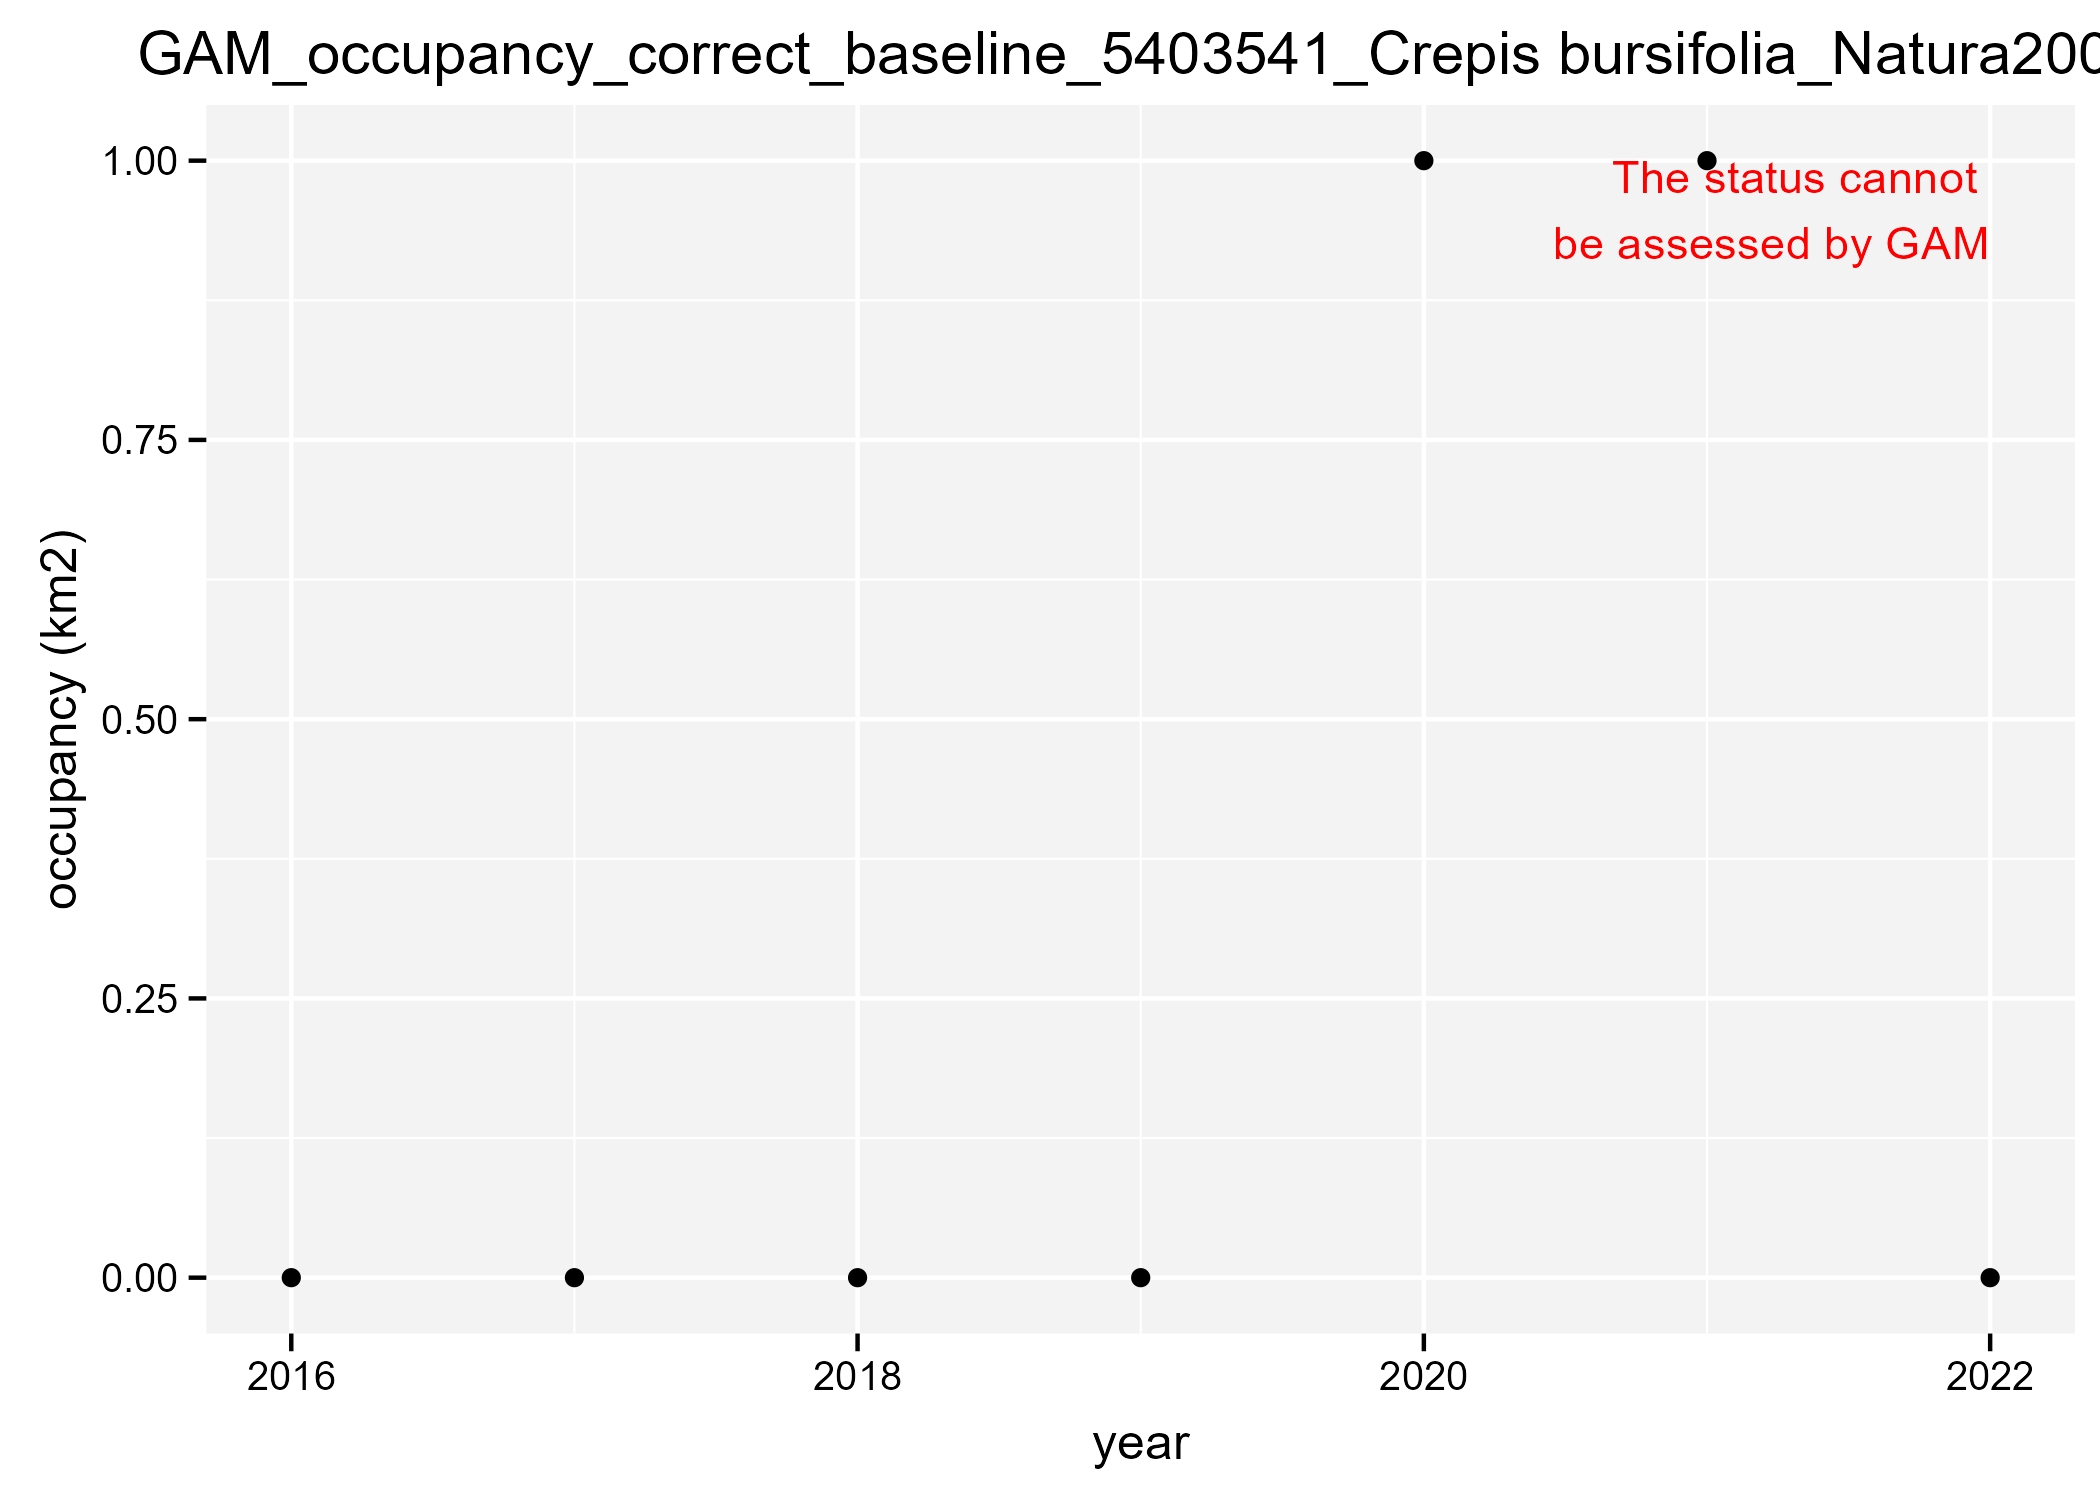 GAM_occupancy_correct_baseline_5403541_Crepis bursifolia_Natura200
1.00
The status cannot
be assessed by GAM
0.75
occupancy (km2)
0.50
0.25
0.00
2016 2018 2020 2022
year